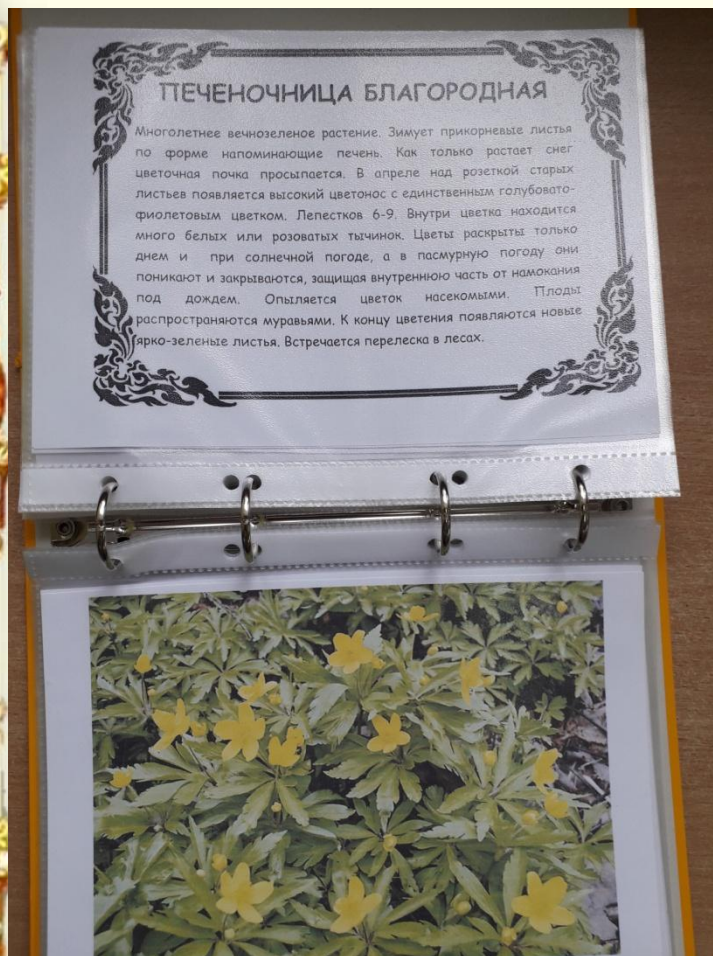 ПЕЧЕНОЧНИЦА БЛАГОРОДНАЯ
Многолетнее вечнозеленое растение. Зимует прикорневые листья
по форме напоминающие печень. Как только растает снег
цветочная почка просыпается. В апреле над розеткой старых
листьев появляется высокий цветонос с единственным голубовато-
фиолетовым цветком. Лепестков 6-9. Внутри цветка находится
много белых или розоватых тычинок. Цветы раскрыты только
днем и при солнечной погоде, а в пасмурную погоду они
поникают и закрываются, защищая внутреннюю часть от намокания
под дождем. Опыляется цветок насекомыми. Плоды
распространяются муравьями. К концу цветения появляются новые
ярко-зеленые листья. Встречается перелеска в лесах.